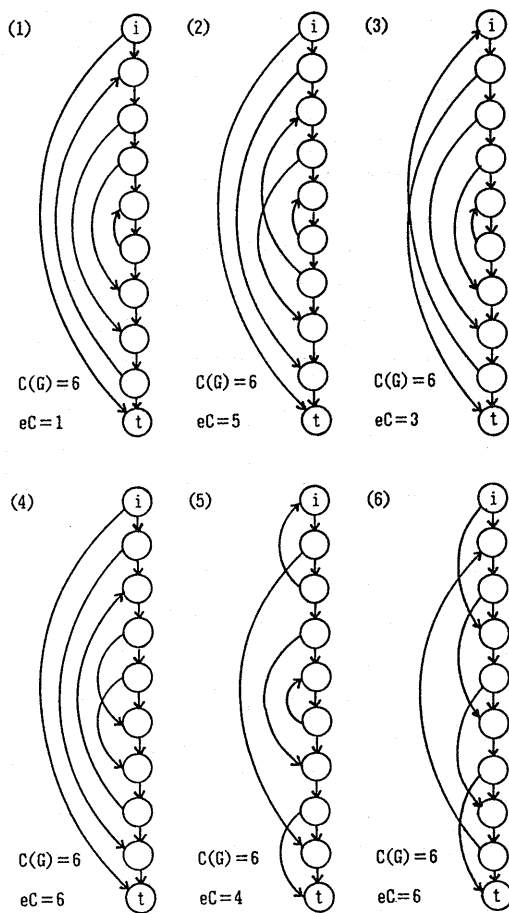 (1)
i
C(G)=6
eC=1
t
(2)
i
C(G)=6
eC=5
t
(3)
i
C(G)=6
eC=3
t
(4)
i
C(G)=6
eC=6
t
(5)
i
C(G)=6
eC=4
t
(6)
i
C(G)=6
eC=6
t